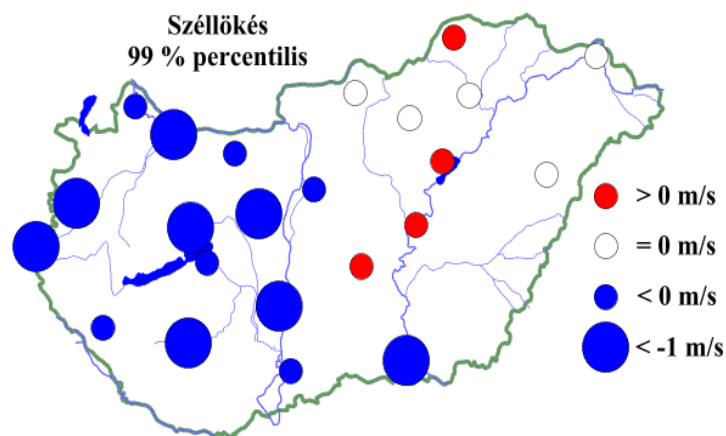 Széllökés
99 % percentilis
> 0 m/s
= 0 m/s
< 0 m/s
< -1 m/s